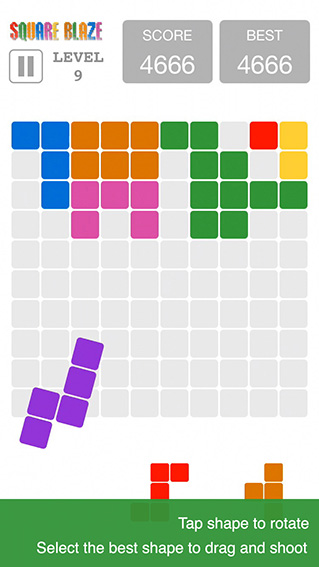 SQUARE BLAZE
LEVEL
9
SCORE
4666
BEST
4666
Tap shape to rotate
Select the best shape to drag and shoot